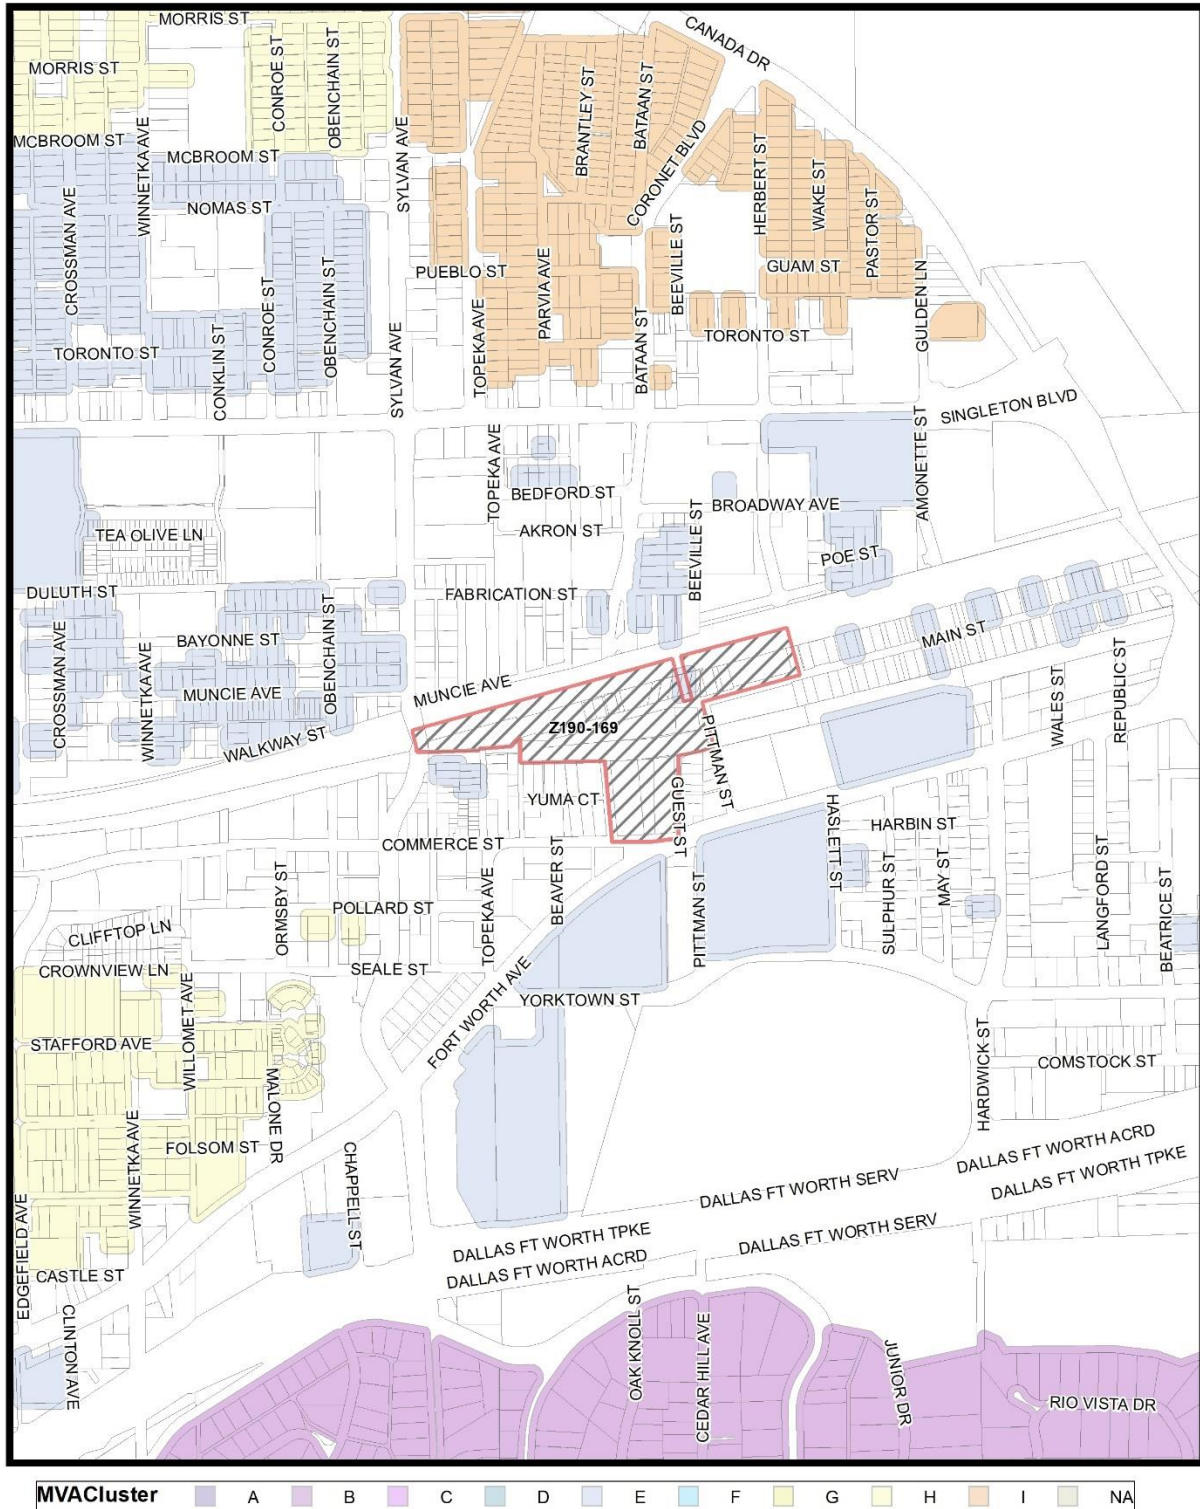 MORRIS ST
CANADA DR
MORRIS ST
CONROE ST
OBENCHAIN ST
BRANTLEY ST
BATAAN ST
WINNETKA AVE
MCBROOM ST
MCBROOM ST
SYLVAN AVE
CORONET BLVD
HERBERT ST
WAKE ST
PASTOR ST
CROSSMAN AVE
NOMAS ST
BEEVILLE ST
PUEBLO ST
GUAM ST
PARVIA AVE
GULDEN LN
CONROE ST
OBENCHAIN ST
TOPEKA AVE
BATAAN ST
TORONTO ST
TORONTO ST
CONKLIN ST
SYLVAN AVE
SINGLETON BLVD
AMONETTE ST
TOPEKA AVE
BEDFORD ST
BROADWAY AVE
AKRON ST
BEEVILLE ST
TEA OLIVE LN
POE ST
DULUTH ST
FABRICATION ST
OBENCHAIN ST
BAYONNE ST
MAIN ST
CROSSMAN AVE
WINNETKA AVE
MUNCIE AVE
MUNCIE AVE
WALES ST
REPUBLIC ST
Z190-169
WALKWAY ST
PITTMAN ST
YUMA CT
GUEST ST
HASLETT ST
HARBIN ST
COMMERCE ST
BEAVER ST
ORMSBY ST
TOPEKA AVE
PITTMAN ST
SULPHUR ST
MAY ST
LANGFORD ST
BEATRICE ST
POLLARD ST
CLIFFTOP LN
CROWNVIEW LN
SEALE ST
WILLOMET AVE
YORKTOWN ST
FORT WORTH AVE
STAFFORD AVE
HARDWICK ST
COMSTOCK ST
MALONE DR
WINNETKA AVE
FOLSOM ST
CHAPPELL ST
DALLAS FT WORTH ACRD
DALLAS FT WORTH TPKE
DALLAS FT WORTH SERV
EDGEFIELD AVE
DALLAS FT WORTH TPKE
DALLAS FT WORTH SERV
DALLAS FT WORTH ACRD
CASTLE ST
CLINTON AVE
OAK KNOLL ST
CEDAR HILL AVE
JUNIOR DR
RIO VISTA DR
MVACluster A B C D E F G H I NA